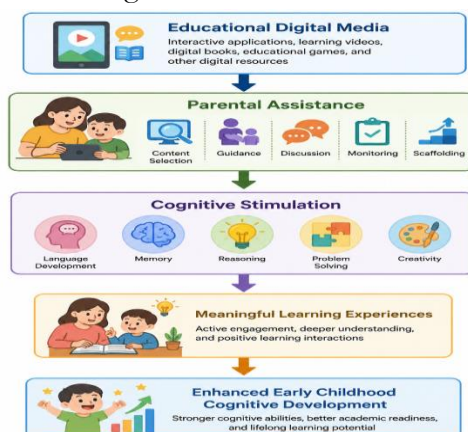 Educational Digital Media
Interactive applications, learning videos,
digital books, educational games, and
other digital resources
Parental Assistance
Content
Selection
Guidance
Discussion
Monitoring
Scaffolding
Cognitive Stimulation
Language
Development
Memory
Reasoning
Problem
Solving
Creativity
Meaningful Learning Experiences
Active engagement, deeper understanding,
and positive learning interactions
Enhanced Early Childhood
Cognitive Development
Stronger cognitive abilities, better academic readiness,
and lifelong learning potential